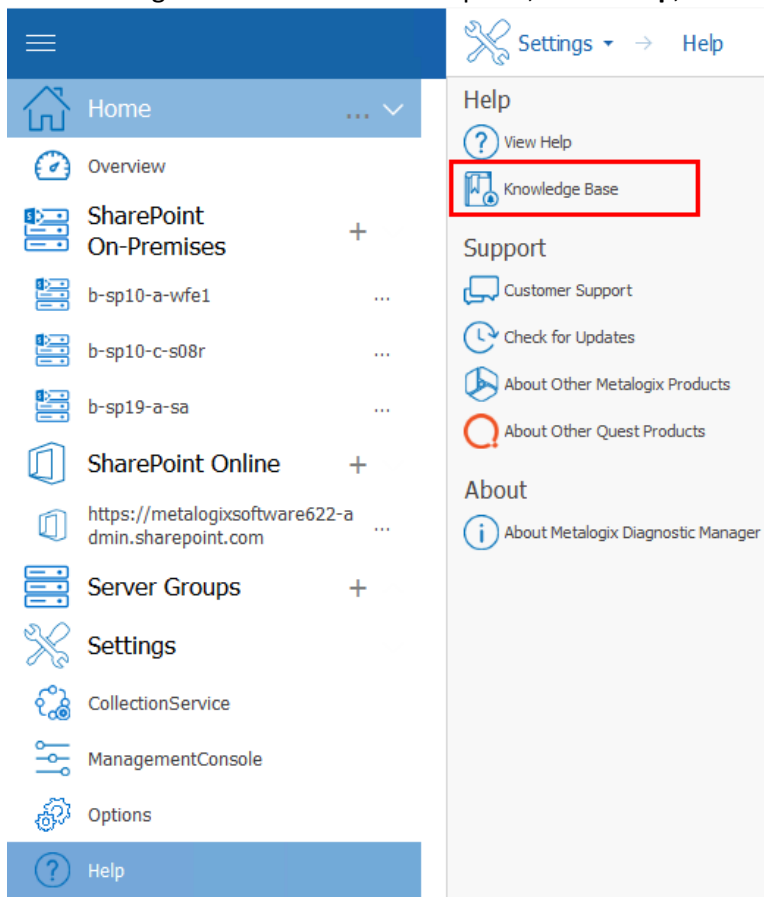 Settings → Help
Home ...
Overview
SharePoint
On-Premises +
b-sp10-a-wfe1 ...
b-sp10-c-s08r ...
b-sp19-a-sa ...
SharePoint Online +
https://metalogixsoftware622-a
dmin.sharepoint.com ...
Server Groups +
Settings
CollectionService
ManagementConsole
Options
Help
Help
View Help
Knowledge Base
Support
Customer Support
Check for Updates
About Other Metalogix Products
About Other Quest Products
About
About Metalogix Diagnostic Manager